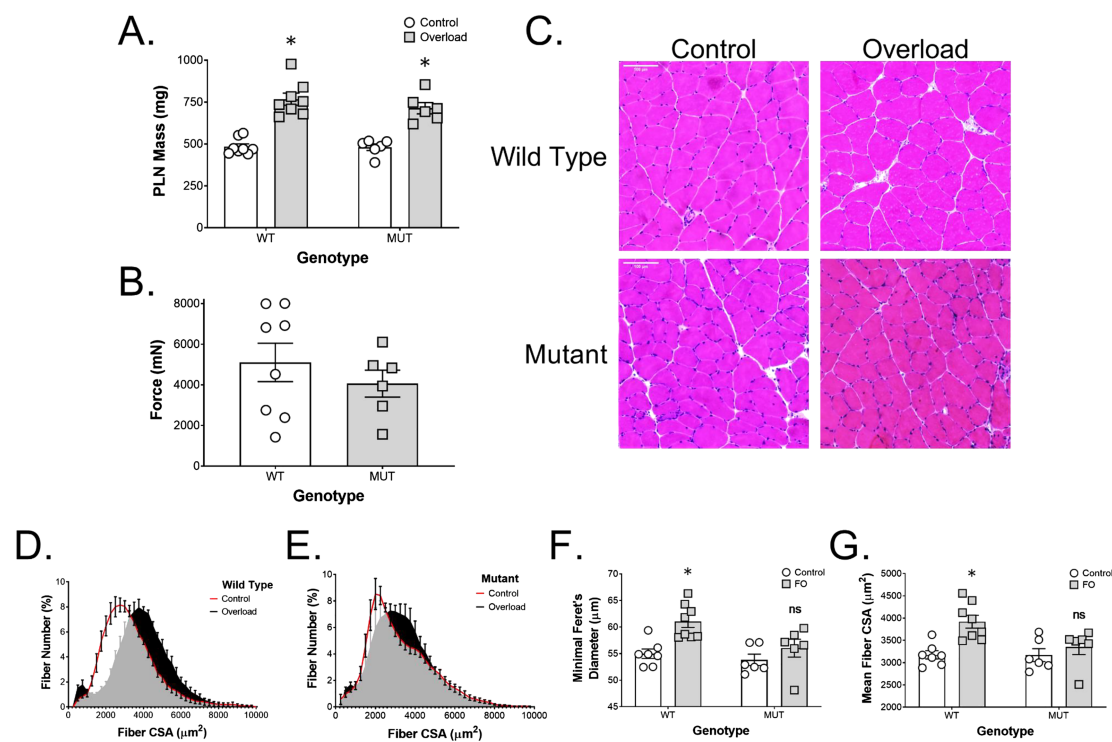 A.
Control
Overload
*
*
1000
750
500
250
0
PLN Mass (mg)
WT
MUT
Genotype
B.
8000
6000
4000
2000
0
Force (mN)
WT
MUT
Genotype
C.
Control
Overload
Wild Type
Mutant
D.
Wild Type
Control
Overload
10
8
6
4
2
0
Fiber Number (%)
0
2000
4000
6000
8000
10000
Fiber CSA (μm²)
E.
Mutant
Control
Overload
10
8
6
4
2
0
Fiber Number (%)
0
2000
4000
6000
8000
10000
Fiber CSA (μm²)
F.
Control
FO
*
ns
70
65
60
55
50
45
Minimal Feret's
Diameter (μm)
WT
MUT
Genotype
G.
Control
FO
*
ns
5000
4500
4000
3500
3000
2500
2000
Mean Fiber CSA (μm²)
WT
MUT
Genotype